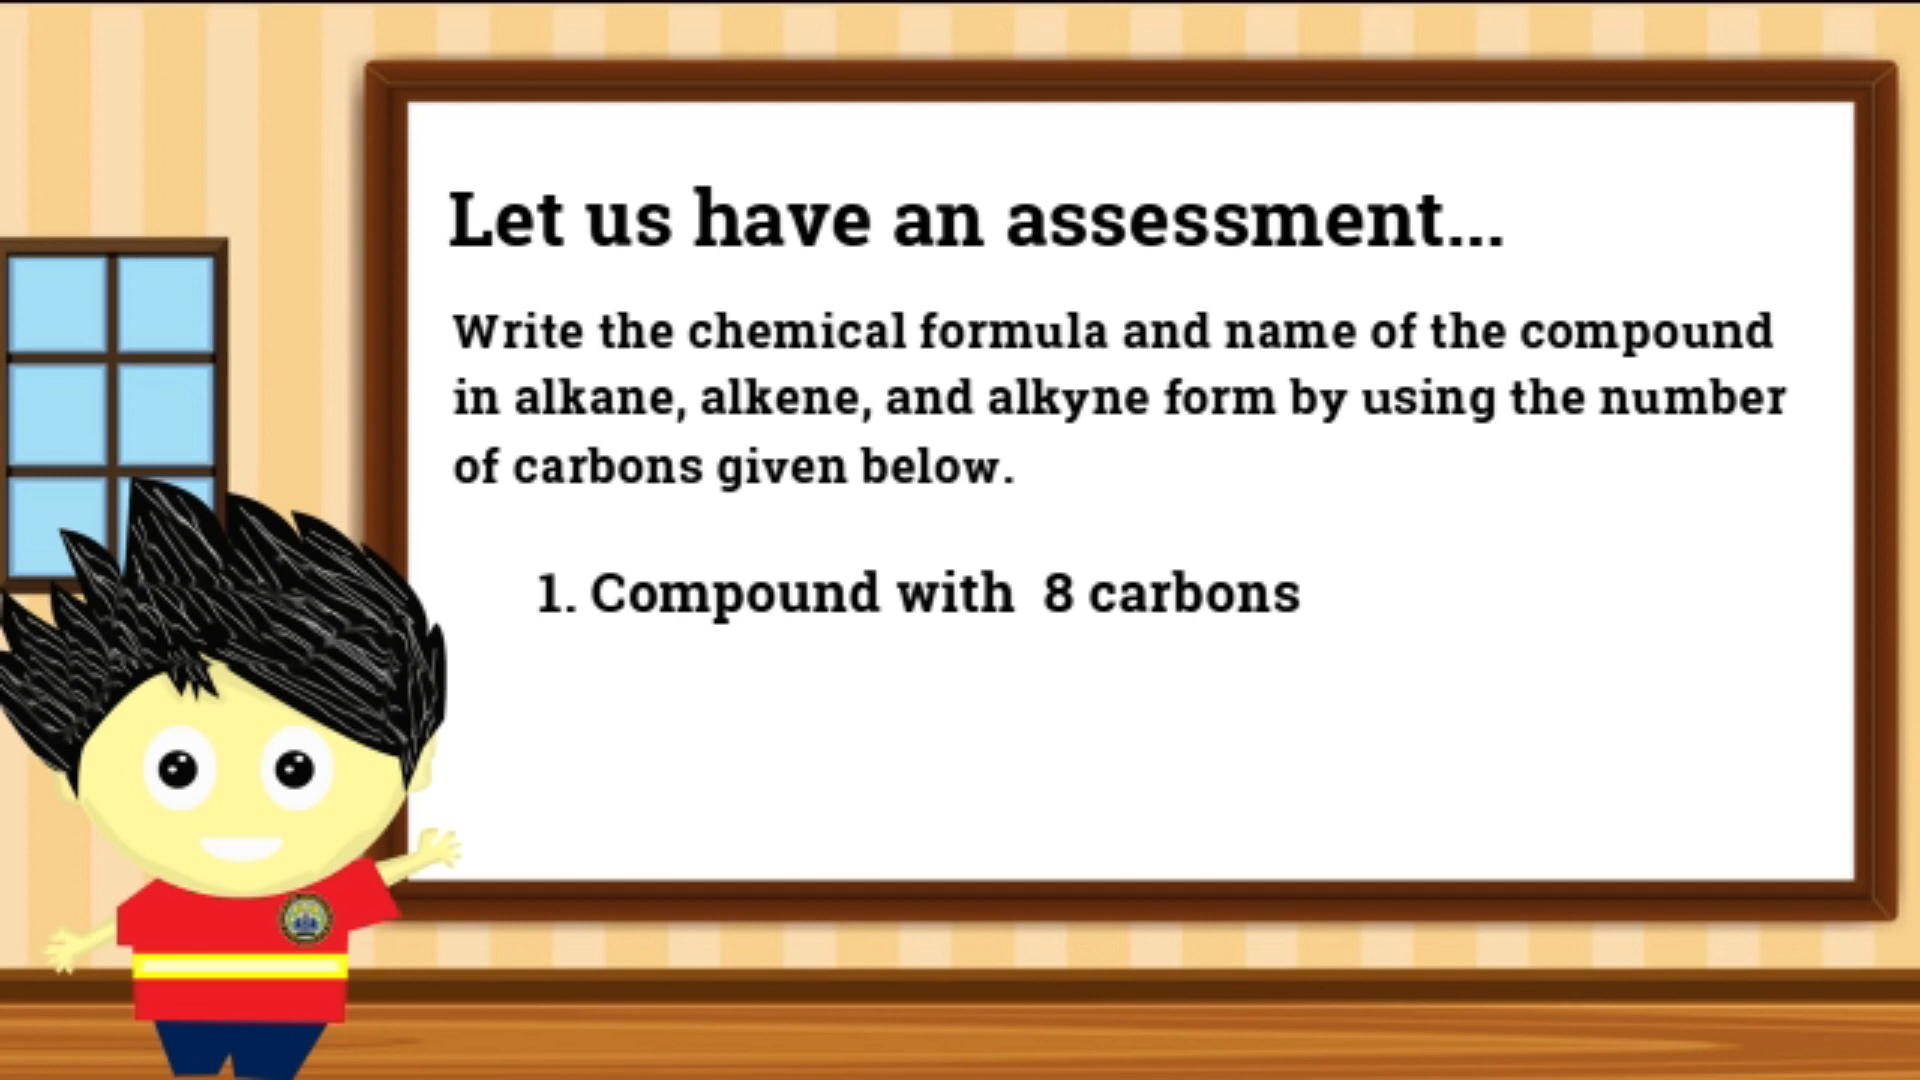 Let us have an assessment...
Write the chemical formula and name of the compound
in alkane, alkene, and alkyne form by using the number
of carbons given below.
1. Compound with 8 carbons